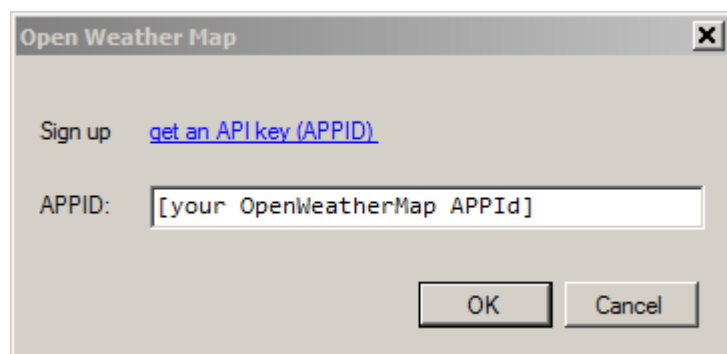 Open Weather Map
Sign up get an API key (APPID)
APPID: [your OpenWeatherMap APPId]
OK Cancel